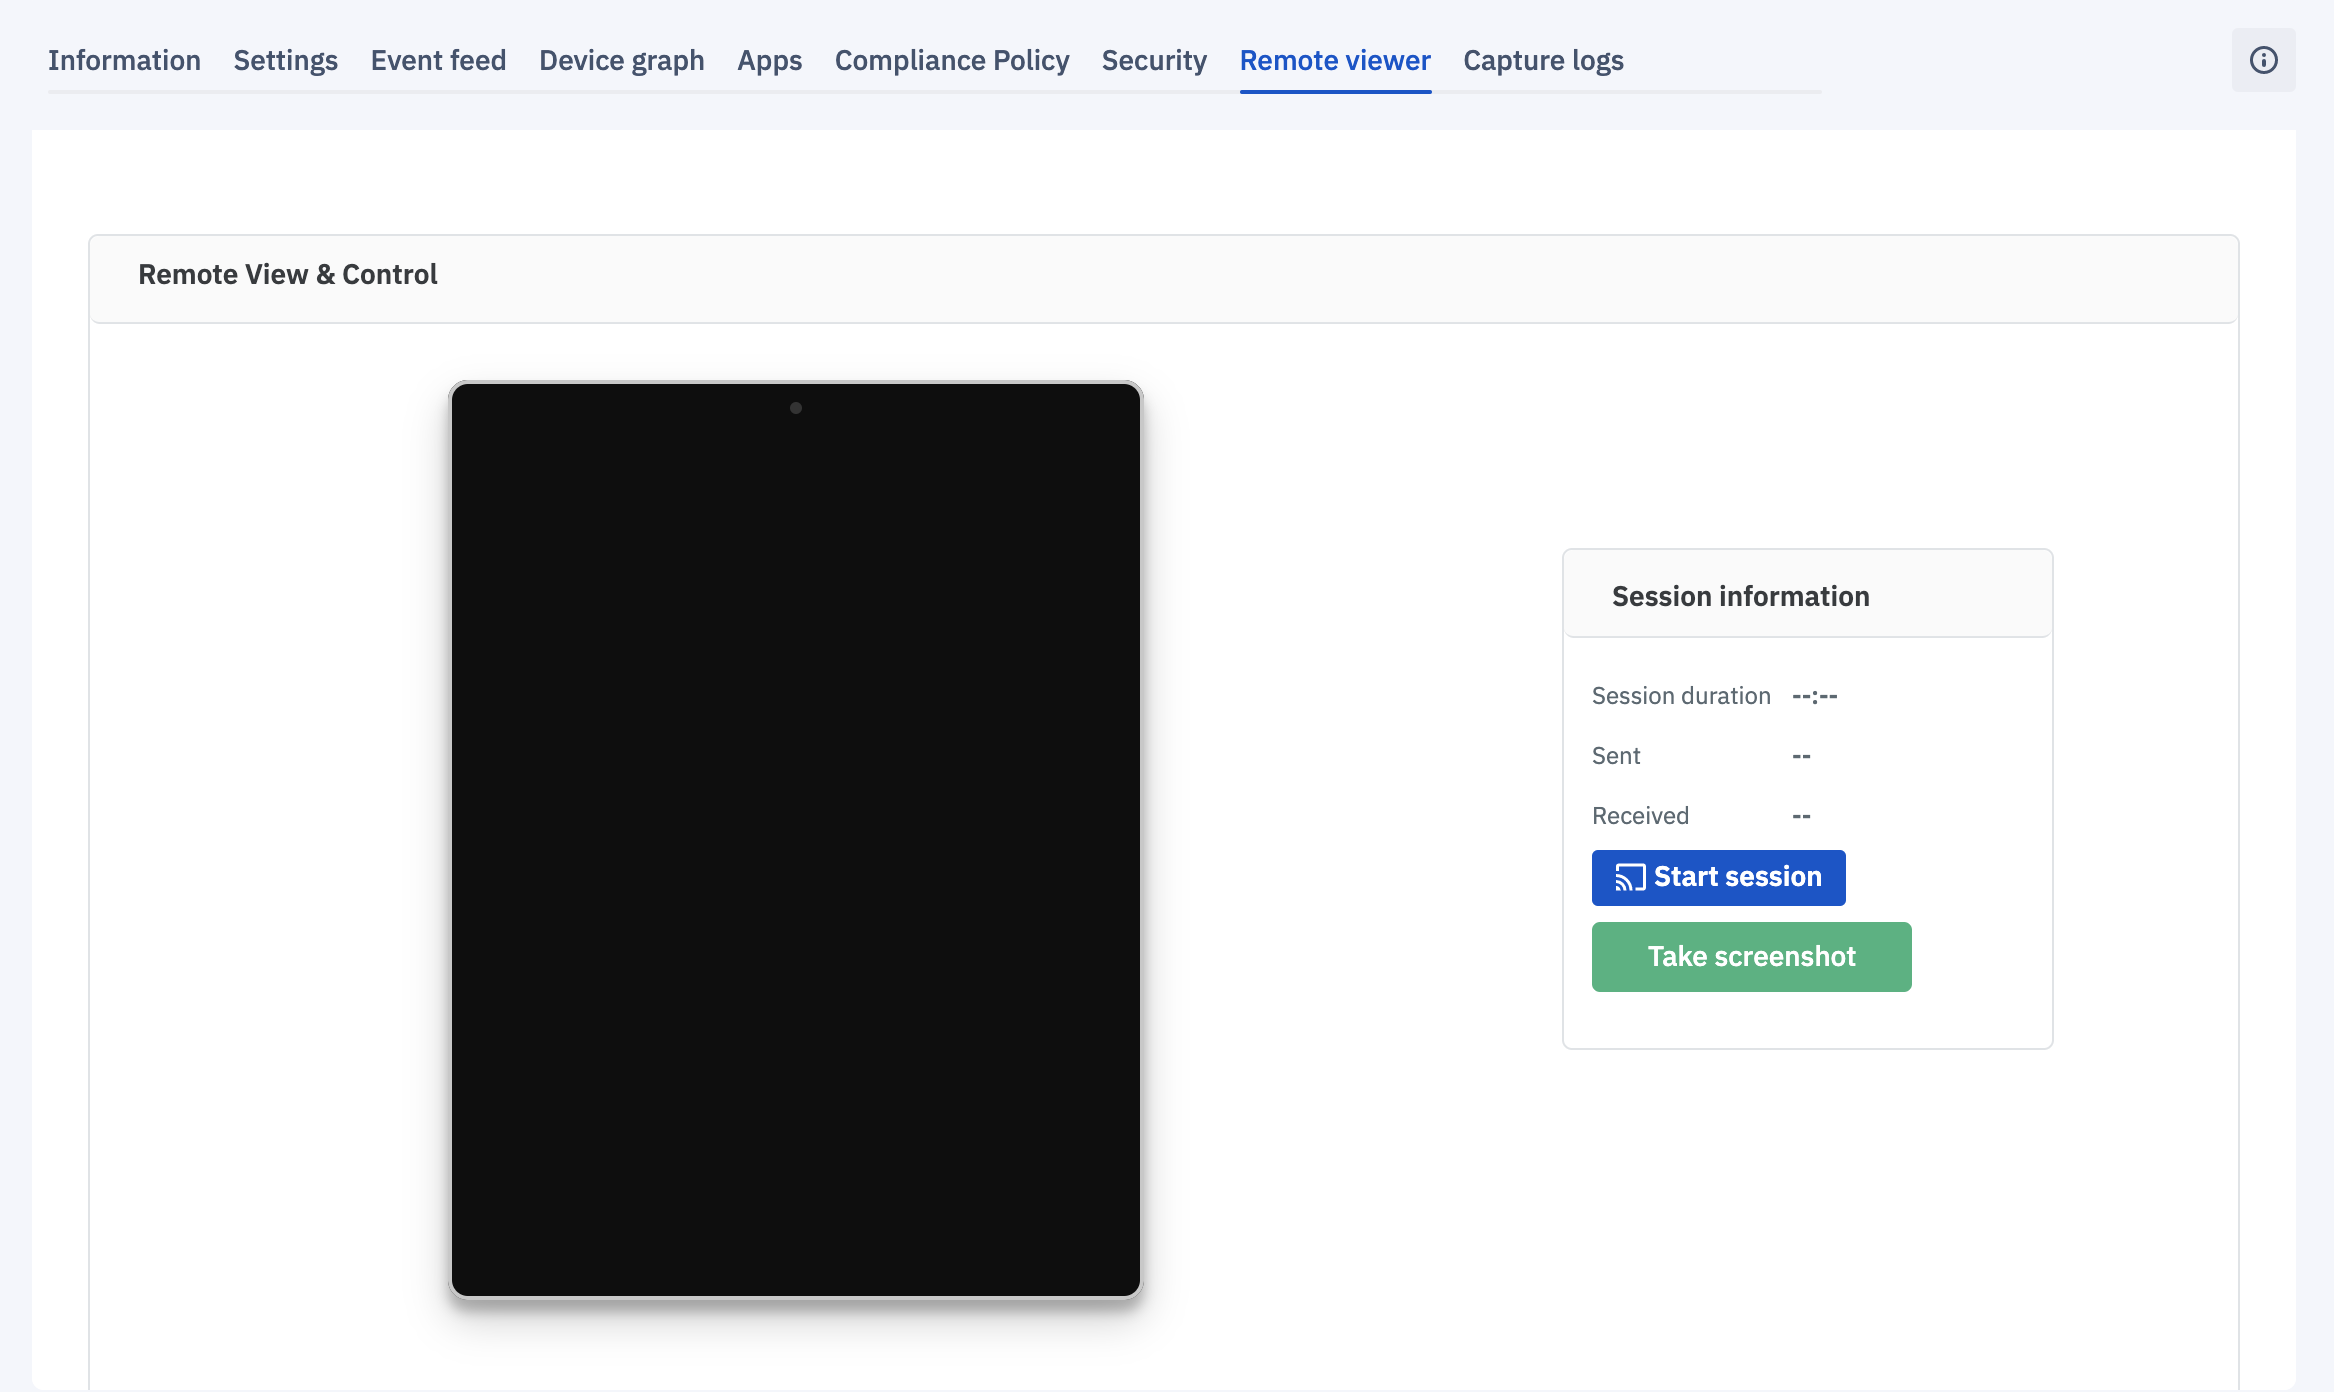 Information Settings Event feed Device graph Apps Compliance Policy Security Remote viewer Capture logs
Remote View & Control
Session information
Session duration --:--
Sent --
Received --
Start session
Take screenshot